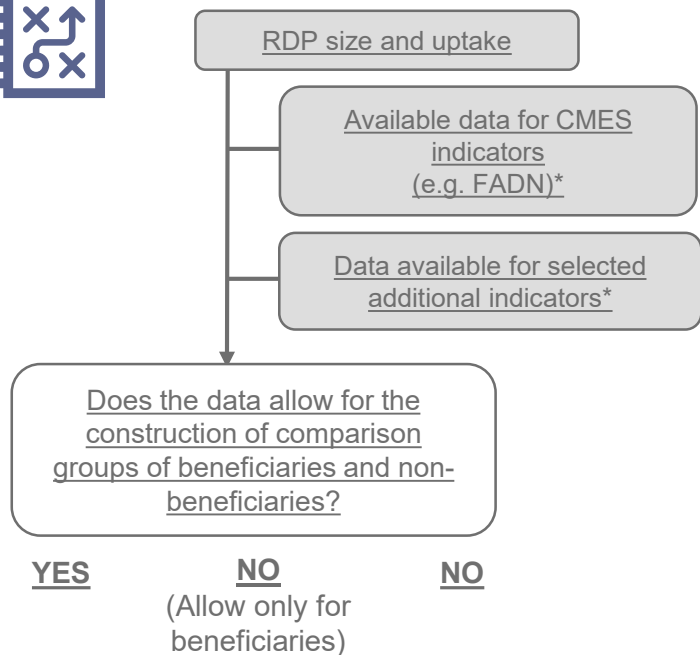 RDP size and uptake
Available data for CMES
indicators
(e.g. FADN)*
Data available for selected
additional indicators*
Does the data allow for the
construction of comparison
groups of beneficiaries and non-
beneficiaries?
YES
NO
(Allow only for
beneficiaries)
NO